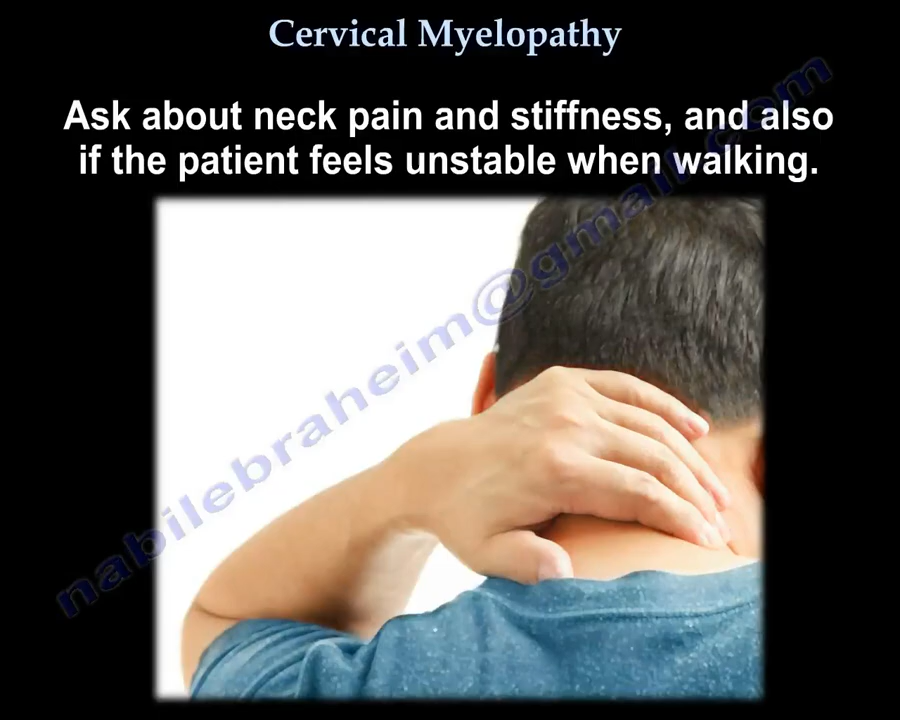 Cervical Myelopathy
Ask about neck pain and stiffness, and also
if the patient feels unstable when walking.
nabilebraheim@gmail.com